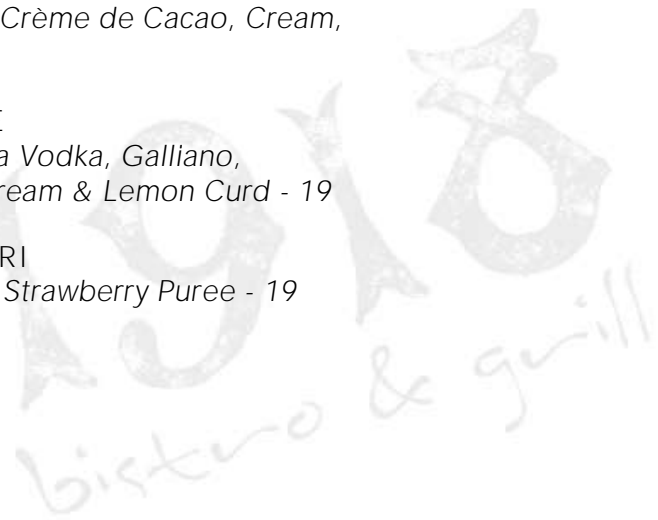 Crème de Cacao, Cream,
a Vodka, Galliano,
ream & Lemon Curd - 19
RI
Strawberry Puree - 19
1918
bistro & grill